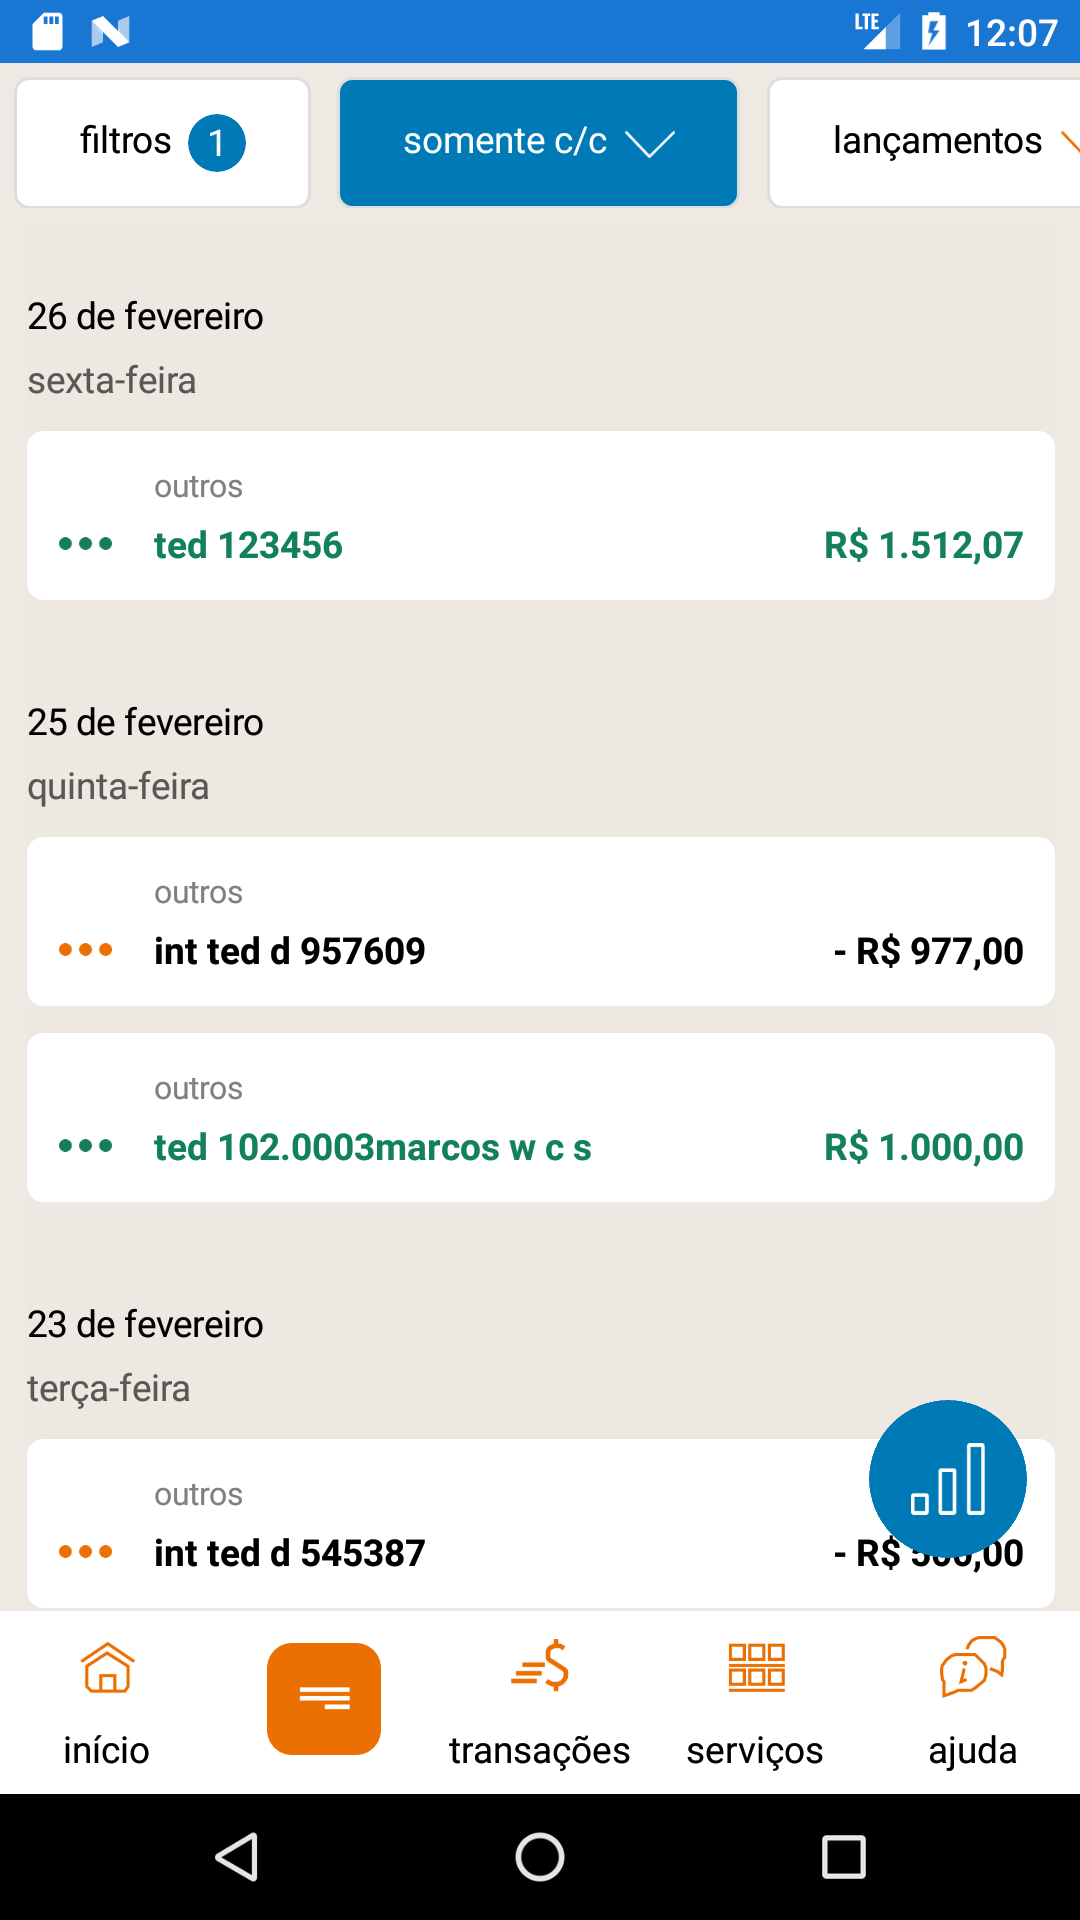 LTE 12:07
filtros 1 somente c/c lançamentos
26 de fevereiro
sexta-feira
outros
ted 123456 R$ 1.512,07
25 de fevereiro
quinta-feira
outros
int ted d 957609 - R$ 977,00
outros
ted 102.0003marcos w c s R$ 1.000,00
23 de fevereiro
terça-feira
outros
int ted d 545387 - R$
início transações serviços ajuda